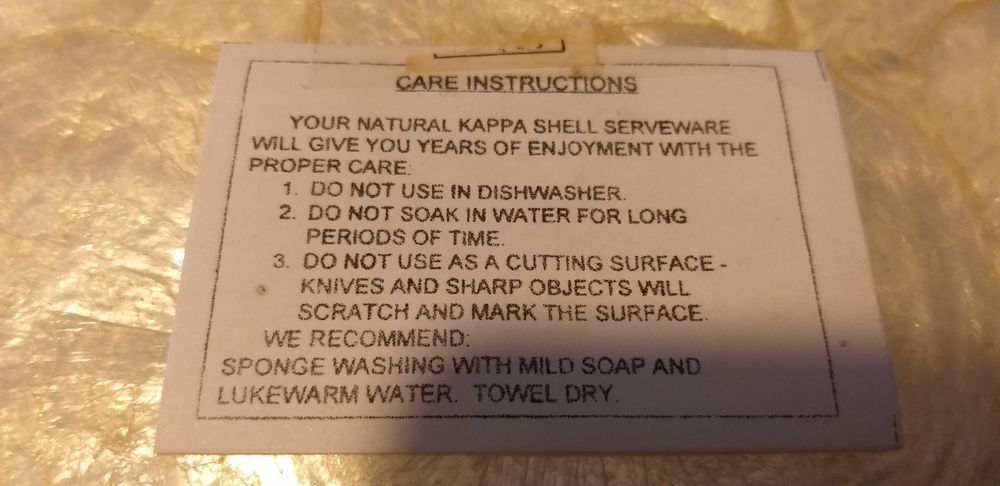 CARE INSTRUCTIONS
YOUR NATURAL KAPPA SHELL SERVEWARE
WILL GIVE YOU YEARS OF ENJOYMENT WITH THE
PROPER CARE:
1. DO NOT USE IN DISHWASHER.
2. DO NOT SOAK IN WATER FOR LONG
PERIODS OF TIME.
3. DO NOT USE AS A CUTTING SURFACE -
KNIVES AND SHARP OBJECTS WILL
SCRATCH AND MARK THE SURFACE.
WE RECOMMEND:
SPONGE WASHING WITH MILD SOAP AND
LUKEWARM WATER. TOWEL DRY.